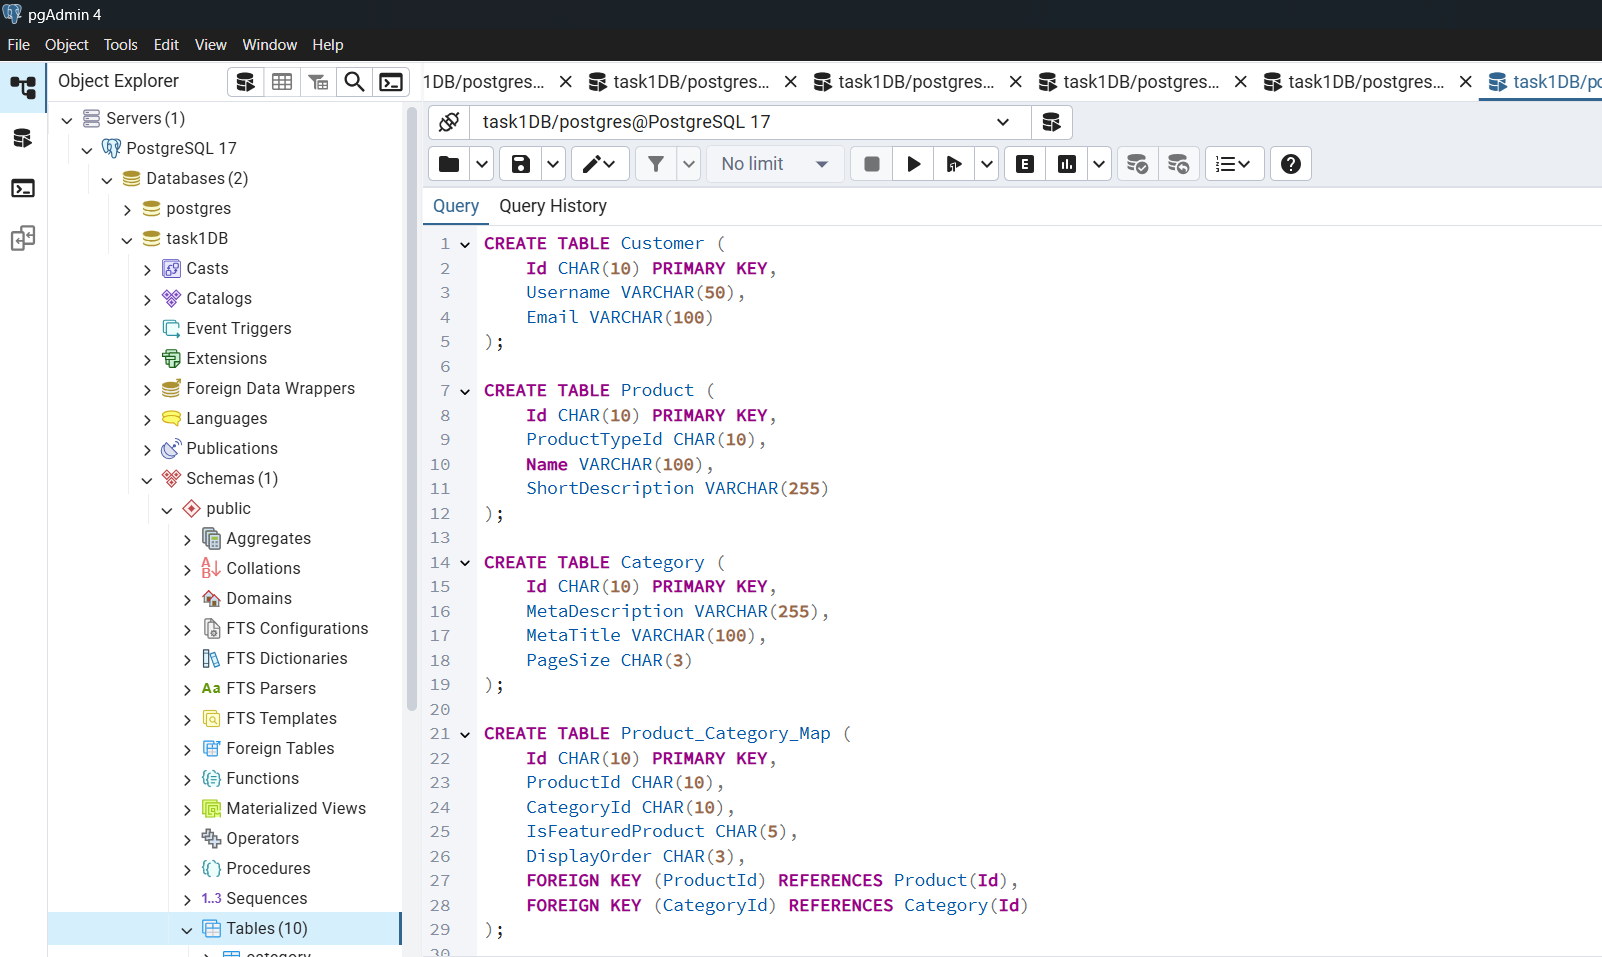 pgAdmin 4
File Object Tools Edit View Window Help
Object Explorer
1DB/postgres... task1DB/postgres... task1DB/postgres... task1DB/postgres... task1DB/postgres... task1DB/po
Servers (1)
PostgreSQL 17
Databases (2)
postgres
task1DB
Casts
Catalogs
Event Triggers
Extensions
Foreign Data Wrappers
Languages
Publications
Schemas (1)
public
Aggregates
Collations
Domains
FTS Configurations
FTS Dictionaries
Aa FTS Parsers
FTS Templates
Foreign Tables
Functions
Materialized Views
Operators
Procedures
1..3 Sequences
Tables (10)
category
task1DB/postgres@PostgreSQL 17
No limit
E
Query Query History
1 CREATE TABLE Customer (
2 Id CHAR(10) PRIMARY KEY,
3 Username VARCHAR(50),
4 Email VARCHAR(100)
5 );
6
7 CREATE TABLE Product (
8 Id CHAR(10) PRIMARY KEY,
9 ProductTypeId CHAR(10),
10 Name VARCHAR(100),
11 ShortDescription VARCHAR(255)
12 );
13
14 CREATE TABLE Category (
15 Id CHAR(10) PRIMARY KEY,
16 MetaDescription VARCHAR(255),
17 MetaTitle VARCHAR(100),
18 PageSize CHAR(3)
19 );
20
21 CREATE TABLE Product_Category_Map (
22 Id CHAR(10) PRIMARY KEY,
23 ProductId CHAR(10),
24 CategoryId CHAR(10),
25 IsFeaturedProduct CHAR(5),
26 DisplayOrder CHAR(3),
27 FOREIGN KEY (ProductId) REFERENCES Product(Id),
28 FOREIGN KEY (CategoryId) REFERENCES Category(Id)
29 );
30